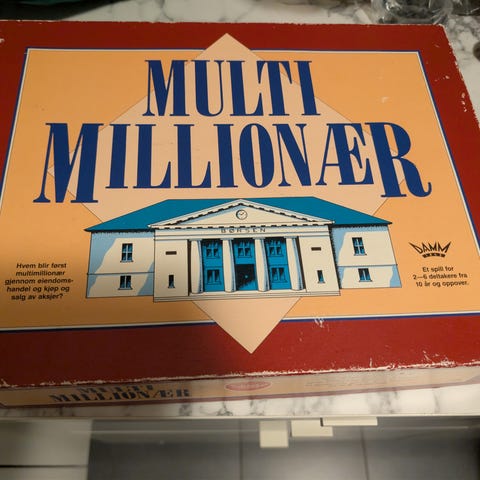 MULTI
MILLIONÆR
BØRSEN
Hvem blir først
multimillionær
gjennom eiendoms-
handel og kjøp og
salg av aksjer?
DAMM
Et spill for
2—6 deltakere fra
10 år og oppover.
MULTI
MILLIONÆR